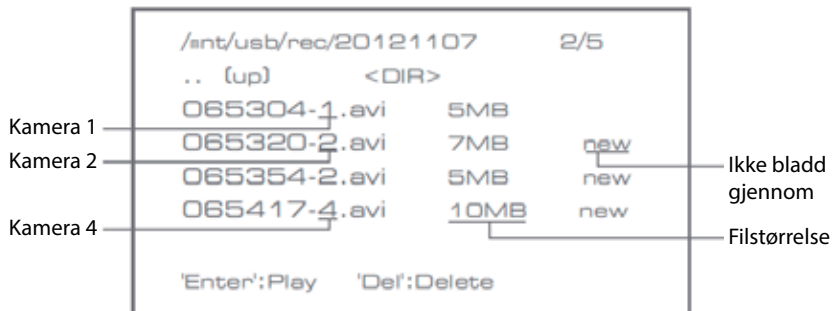 /mnt/usb/rec/20121107 2/5
.. (up) <DIR>
065304-1.avi 5MB
065320-2.avi 7MB new
065354-2.avi 5MB new
065417-4.avi 10MB new
'Enter':Play 'Del':Delete
Kamera 1
Kamera 2
Kamera 4
Ikke bladd
gjennom
Filstørrelse